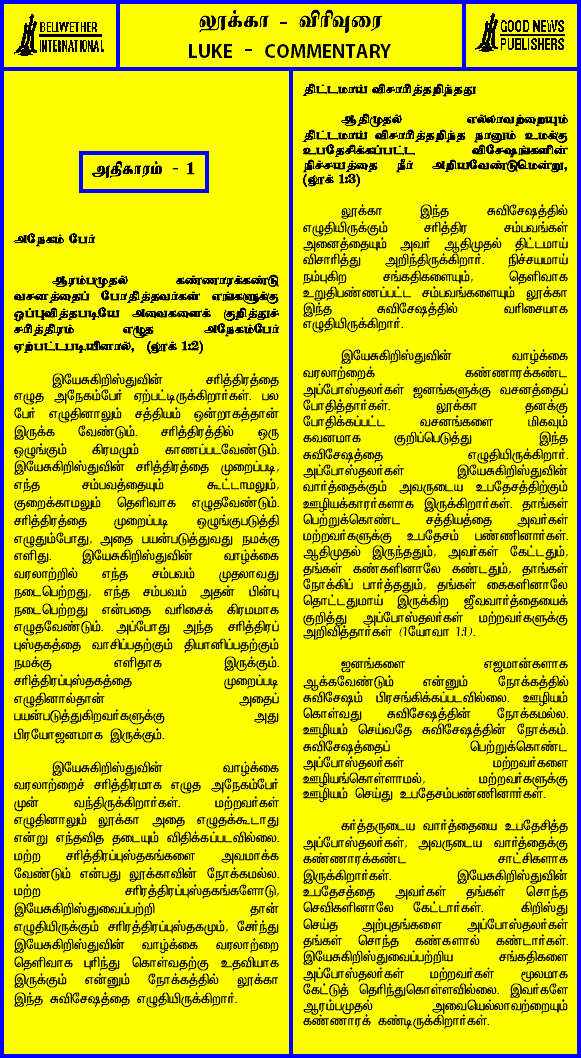 BELLWETHER
INTERNATIONAL
லூக்கா - விரிவுரை
LUKE - COMMENTARY
GOOD NEWS
PUBLISHERS
அதிகாரம் - 1
அநேகம் பேர்
ஆரம்பமுதல் கண்ணாரக்கண்டு
வசனத்தைப் போதித்தவர்கள் எங்களுக்கு
ஒப்புவித்தபடியே அவைகளைக் குறித்துச்
சரித்திரம் எழுத அநேகம்பேர்
ஏற்பட்டபடியினால், (லூக் 1:2)
இயேசுகிறிஸ்துவின் சரித்திரத்தை
எழுத அநேகம்பேர் ஏற்பட்டிருக்கிறார்கள். பல
பேர் எழுதினாலும் சத்தியம் ஒன்றாகத்தான்
இருக்க வேண்டும். சரித்திரத்தில் ஒரு
ஒழுங்கும் கிரமமும் காணப்படவேண்டும்.
இயேசுகிறிஸ்துவின் சரித்திரத்தை முறைப்படி,
எந்த சம்பவத்தையும் கூட்டாமலும்,
குறைக்காமலும் தெளிவாக எழுதவேண்டும்.
சரித்திரத்தை முறைப்படி ஒழுங்குபடுத்தி
எழுதும்போது, அதை பயன்படுத்துவது நமக்கு
எளிது. இயேசுகிறிஸ்துவின் வாழ்க்கை
வரலாற்றில் எந்த சம்பவம் முதலாவது
நடைபெற்றது, எந்த சம்பவம் அதன் பின்பு
நடைபெற்றது என்பதை வரிசைக் கிரமமாக
எழுதவேண்டும். அப்போது அந்த சரித்திரப்
புஸ்தகத்தை வாசிப்பதற்கும் தியானிப்பதற்கும்
நமக்கு எளிதாக இருக்கும்.
சரித்திரப்புஸ்தகத்தை முறைப்படி
எழுதினால்தான் அதைப்
பயன்படுத்துகிறவர்களுக்கு அது
பிரயோஜனமாக இருக்கும்.
இயேசுகிறிஸ்துவின் வாழ்க்கை
வரலாற்றைச் சரித்திரமாக எழுத அநேகம்பேர்
முன் வந்திருக்கிறார்கள். மற்றவர்கள்
எழுதினாலும் லூக்கா அதை எழுதக்கூடாது
என்று எந்தவித தடையும் விதிக்கப்படவில்லை.
மற்ற சரித்திரப்புஸ்தகங்களை அவமாக்க
வேண்டும் என்பது லூக்காவின் நோக்கமல்ல.
மற்ற சரிரத்திரப்புஸ்தகங்களோடு,
இயேசுகிறிஸ்துவைப்பற்றி தான்
எழுதியிருக்கும் சரிரத்திரப்புஸ்தகமும், சேர்ந்து
இயேசுகிறிஸ்துவின் வாழ்க்கை வரலாற்றை
தெளிவாக புரிந்து கொள்வதற்கு உதவியாக
இருக்கும் என்னும் நோக்கத்தில் லூக்கா
இந்த சுவிசேஷத்தை எழுதியிருக்கிறார்.
திட்டமாய் விசாரித்தறிந்தது
ஆதிமுதல் எல்லாவற்றையும்
திட்டமாய் விசாரித்தறிந்த நானும் உமக்கு
உபதேசிக்கப்பட்ட விசேஷங்களின்
நிச்சயத்தை நீர் அறியவேண்டுமென்று,
(லூக் 1:3)
லூக்கா இந்த சுவிசேஷத்தில்
எழுதியிருக்கும் சரித்திர சம்பவங்கள்
அனைத்தையும் அவர் ஆதிமுதல் திட்டமாய்
விசாரித்து அறிந்திருக்கிறார். நிச்சயமாய்
நம்புகிற சங்கதிகளையும், தெளிவாக
உறுதிபண்ணப்பட்ட சம்பவங்களையும் லூக்கா
இந்த சுவிசேஷத்தில் வரிசையாக
எழுதியிருக்கிறார்.
இயேசுகிறிஸ்துவின் வாழ்க்கை
வரலாற்றைக் கண்ணாரக்கண்ட
அப்போஸ்தலர்கள் ஜனங்களுக்கு வசனத்தைப்
போதித்தார்கள். லூக்கா தனக்கு
போதிக்கப்பட்ட வசனங்களை மிகவும்
கவனமாக குறிப்பெடுத்து இந்த
சுவிசேஷத்தை எழுதியிருக்கிறார்.
அப்போஸ்தலர்கள் இயேசுகிறிஸ்துவின்
வார்த்தைக்கும் அவருடைய உபதேசத்திற்கும்
ஊழியக்காரர்களாக இருக்கிறார்கள். தாங்கள்
பெற்றுக்கொண்ட சத்தியத்தை அவர்கள்
மற்றவர்களுக்கு உபதேசம் பண்ணினார்கள்.
ஆதிமுதல் இருந்ததும், அவர்கள் கேட்டதும்,
தங்கள் கண்களினாலே கண்டதும், தாங்கள்
நோக்கிப் பார்த்ததும், தங்கள் கைகளினாலே
தொட்டதுமாய் இருக்கிற ஜீவவார்த்தையைக்
குறித்து அப்போஸ்தலர்கள் மற்றவர்களுக்கு
அறிவித்தார்கள் (1யோவா 1:1).
ஜனங்களை எஜமான்களாக
ஆக்கவேண்டும் என்னும் நோக்கத்தில்
சுவிசேஷம் பிரசங்கிக்கப்படவில்லை. ஊழியம்
கொள்வது சுவிசேஷத்தின் நோக்கமல்ல.
ஊழியம் செய்வதே சுவிசேஷத்தின் நோக்கம்.
சுவிசேஷத்தைப் பெற்றுக்கொண்ட
அப்போஸ்தலர்கள் மற்றவர்களை
ஊழியங்கொள்ளாமல், மற்றவர்களுக்கு
ஊழியம் செய்து உபதேசம்பண்ணினார்கள்.
கர்த்தருடைய வார்த்தையை உபதேசித்த
அப்போஸ்தலர்கள், அவருடைய வார்த்தைக்கு
கண்ணாரக்கண்ட சாட்சிகளாக
இருக்கிறார்கள். இயேசுகிறிஸ்துவின்
உபதேசத்தை அவர்கள் தங்கள் சொந்த
செவிகளினாலே கேட்டார்கள். கிறிஸ்து
செய்த அற்புதங்களை அப்போஸ்தலர்கள்
தங்கள் சொந்த கண்களால் கண்டார்கள்.
இயேசுகிறிஸ்துவைப்பற்றிய சங்கதிகளை
அப்போஸ்தலர்கள் மற்றவர்கள் மூலமாக
கேட்டுத் தெரிந்துகொள்ளவில்லை. இவர்களே
ஆரம்பமுதல் அவையெல்லாவற்றையும்
கண்ணாரக் கண்டிருக்கிறார்கள்.